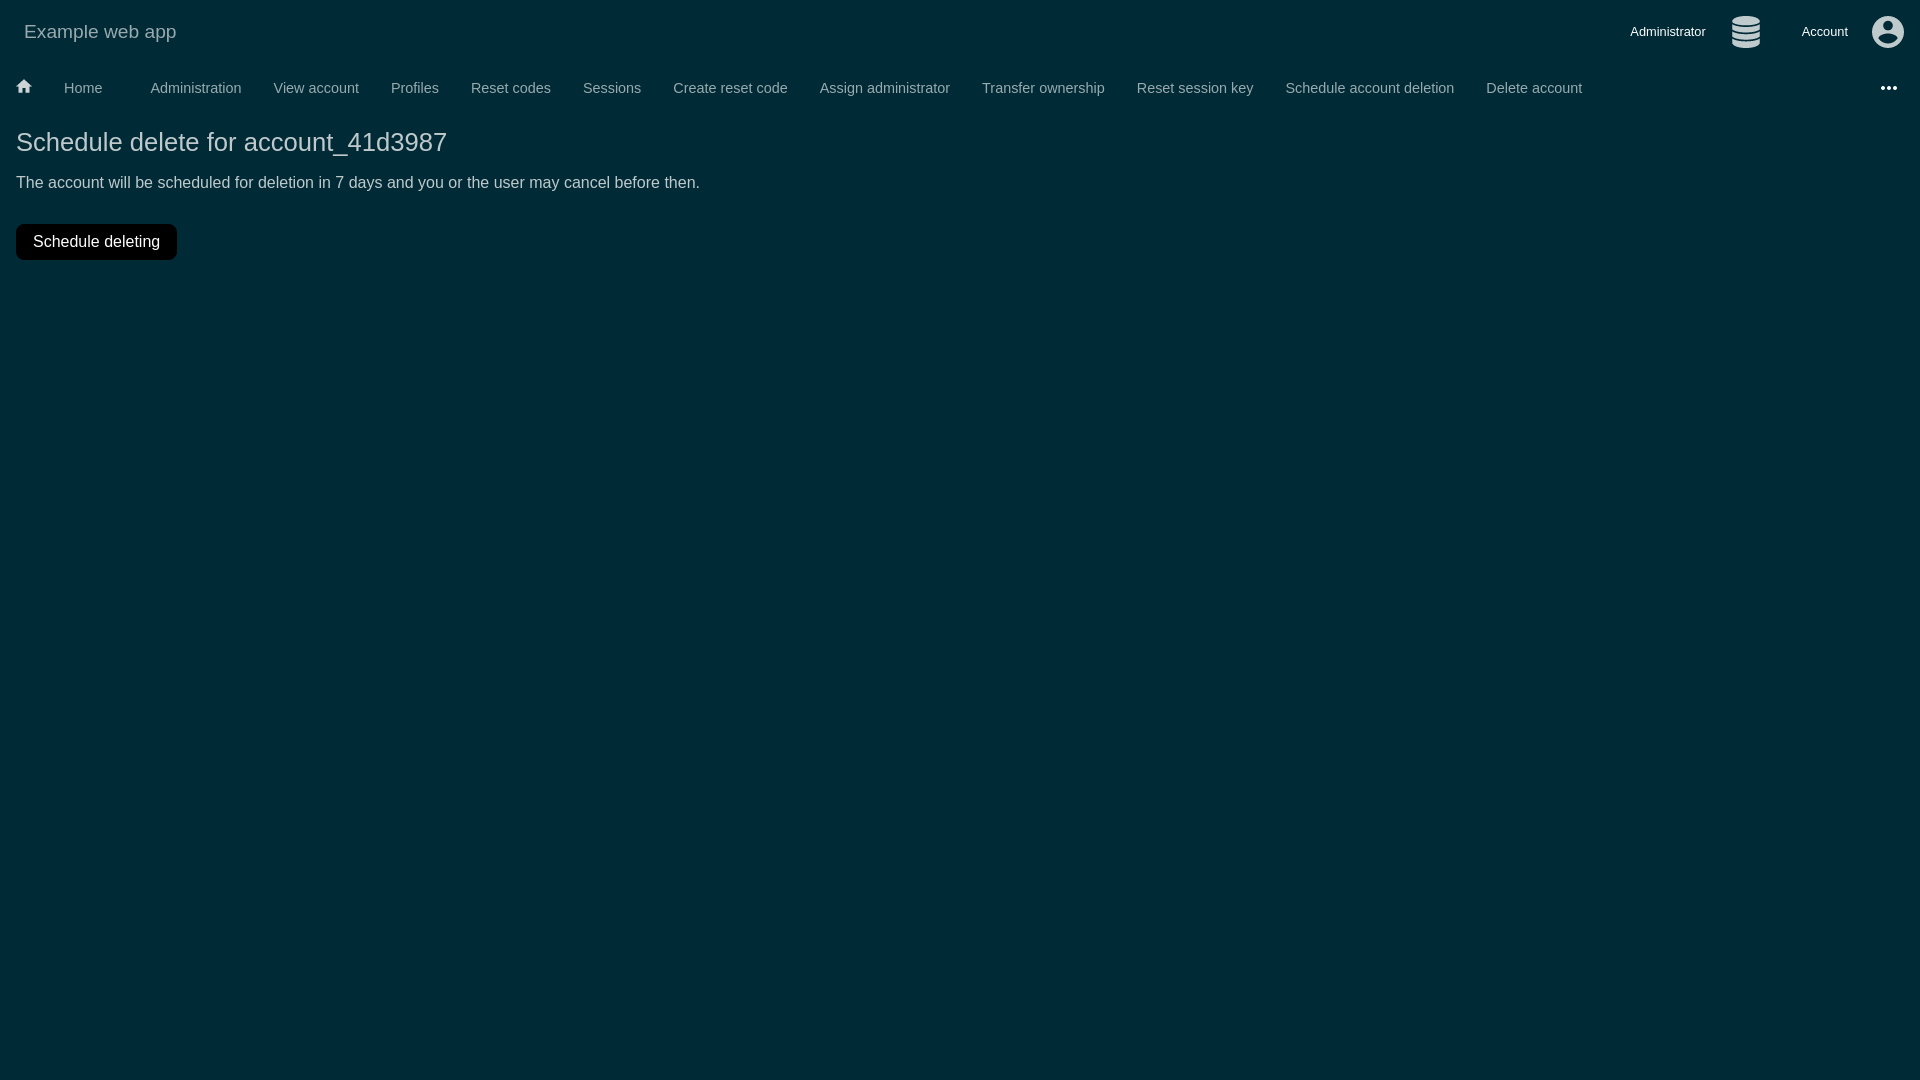 Example web app
Administrator
Account
Home
Administration
View account
Profiles
Reset codes
Sessions
Create reset code
Assign administrator
Transfer ownership
Reset session key
Schedule account deletion
Delete account
Schedule delete for account_41d3987
The account will be scheduled for deletion in 7 days and you or the user may cancel before then.
Schedule deleting